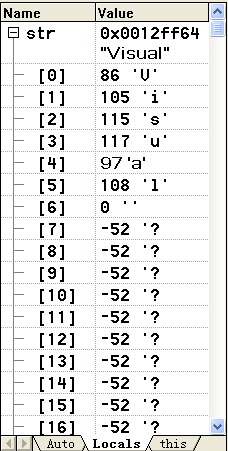 Name Value
str 0x0012ff64
"Visual"
[0] 86 'V'
[1] 105 'i'
[2] 115 's'
[3] 117 'u'
[4] 97 'a'
[5] 108 'l'
[6] 0 ''
[7] -52 '?
[8] -52 '?
[9] -52 '?
[10] -52 '?
[11] -52 '?
[12] -52 '?
[13] -52 '?
[14] -52 '?
[15] -52 '?
[16] -52 '?
Auto Locals this